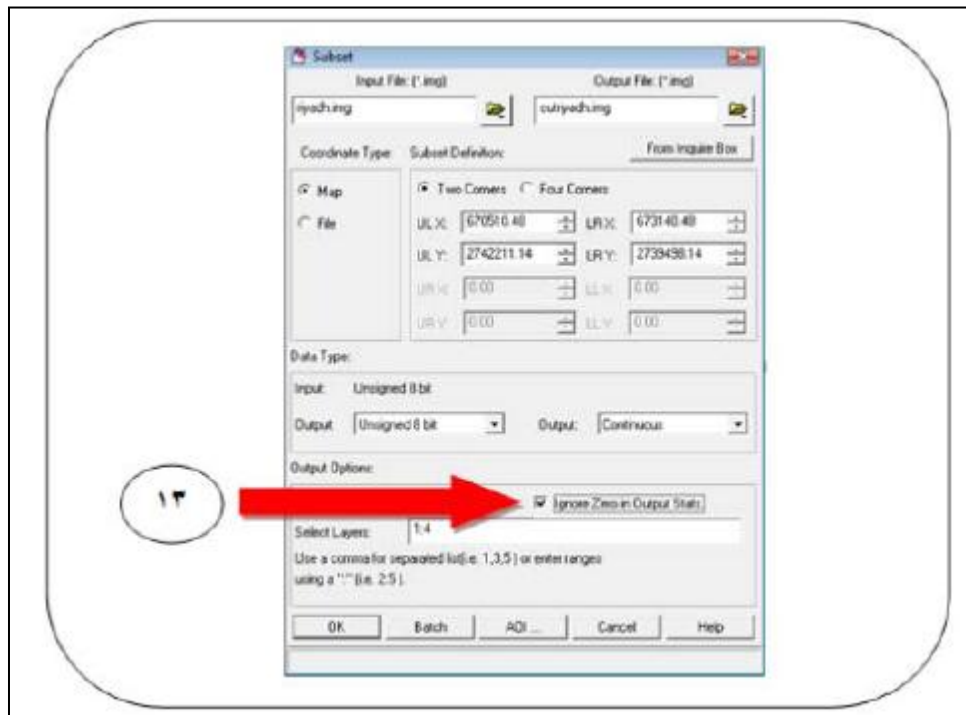 Subset
Input File: (*.img) Output File: (*.img)
riyadh.img cutriyadh.img
Coordinate Type: Subset Definition: From Inquire Box
Map Two Corners Four Corners
File UL X: 670510.48 LR X: 673140.48
UL Y: 2742211.14 LR Y: 2739498.14
UR X: 0.00 LL X: 0.00
UR Y: 0.00 LL Y: 0.00
Data Type:
Input: Unsigned 8 bit
Output: Unsigned 8 bit Output: Continuous
Output Options:
١٣
Ignore Zero in Output Stats.
Select Layers: 1:4
Use a comma for separated list(i.e. 1,3,5 ) or enter ranges
using a ":" (i.e. 2:5 ).
OK Batch AOI ... Cancel Help